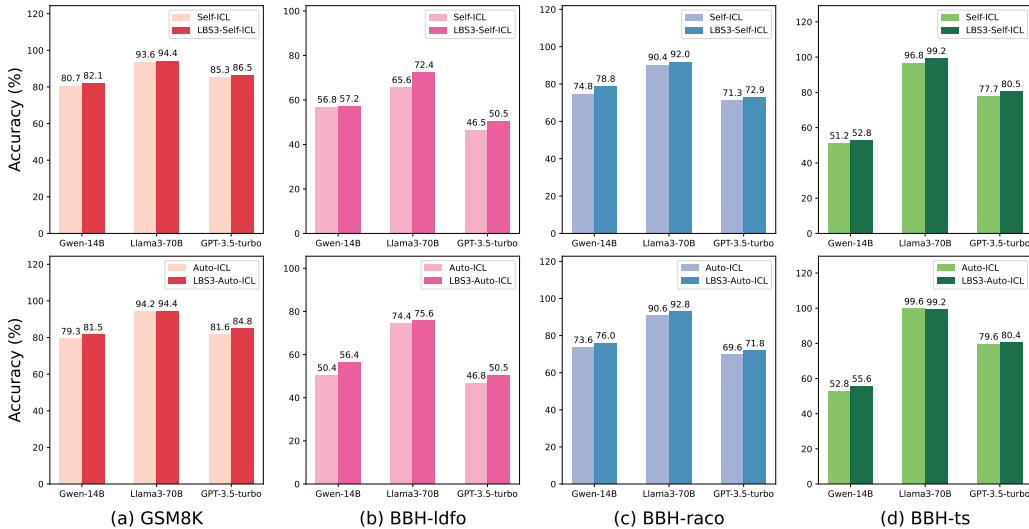 Accuracy (%)
120
100
80
60
40
20
0
Self-ICL
LBS3-Self-ICL
80.7 82.1
93.6 94.4
85.3 86.5
Gwen-14B Llama3-70B GPT-3.5-turbo
100
80
60
40
20
0
Self-ICL
LBS3-Self-ICL
56.8 57.2
65.6 72.4
46.5 50.5
Gwen-14B Llama3-70B GPT-3.5-turbo
120
100
80
60
40
20
0
Self-ICL
LBS3-Self-ICL
74.8 78.8
90.4 92.0
71.3 72.9
Gwen-14B Llama3-70B GPT-3.5-turbo
120
100
80
60
40
20
0
Self-ICL
LBS3-Self-ICL
51.2 52.8
96.8 99.2
77.7 80.5
Gwen-14B Llama3-70B GPT-3.5-turbo
Accuracy (%)
120
100
80
60
40
20
0
Auto-ICL
LBS3-Auto-ICL
79.3 81.5
94.2 94.4
81.6 84.8
Gwen-14B Llama3-70B GPT-3.5-turbo
(a) GSM8K
100
80
60
40
20
0
Auto-ICL
LBS3-Auto-ICL
50.4 56.4
74.4 75.6
46.8 50.5
Gwen-14B Llama3-70B GPT-3.5-turbo
(b) BBH-ldfo
120
100
80
60
40
20
0
Auto-ICL
LBS3-Auto-ICL
73.6 76.0
90.6 92.8
69.6 71.8
Gwen-14B Llama3-70B GPT-3.5-turbo
(c) BBH-raco
120
100
80
60
40
20
0
Auto-ICL
LBS3-Auto-ICL
52.8 55.6
99.6 99.2
79.6 80.4
Gwen-14B Llama3-70B GPT-3.5-turbo
(d) BBH-ts